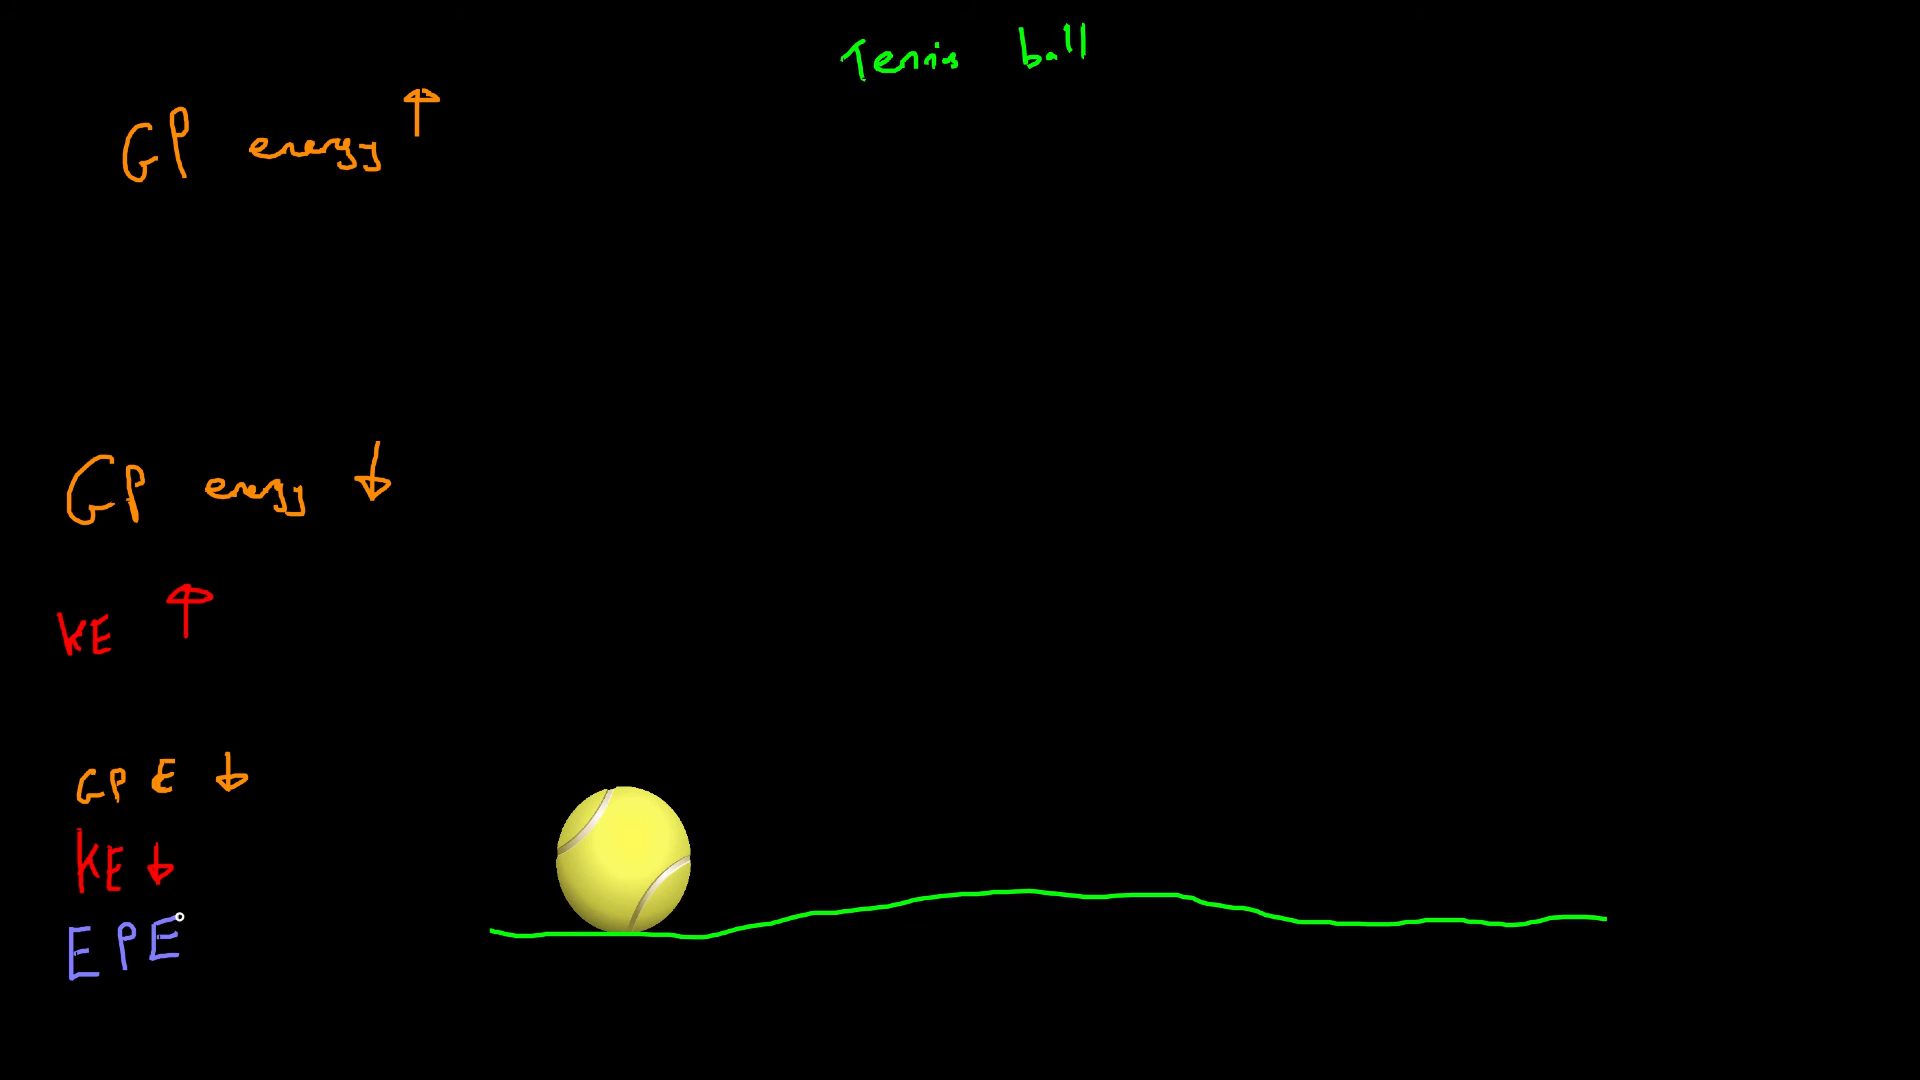 Tennis ball
GP energy ↑
GP energy ↓
KE ↑
GPE ↓
KE ↓
EPE